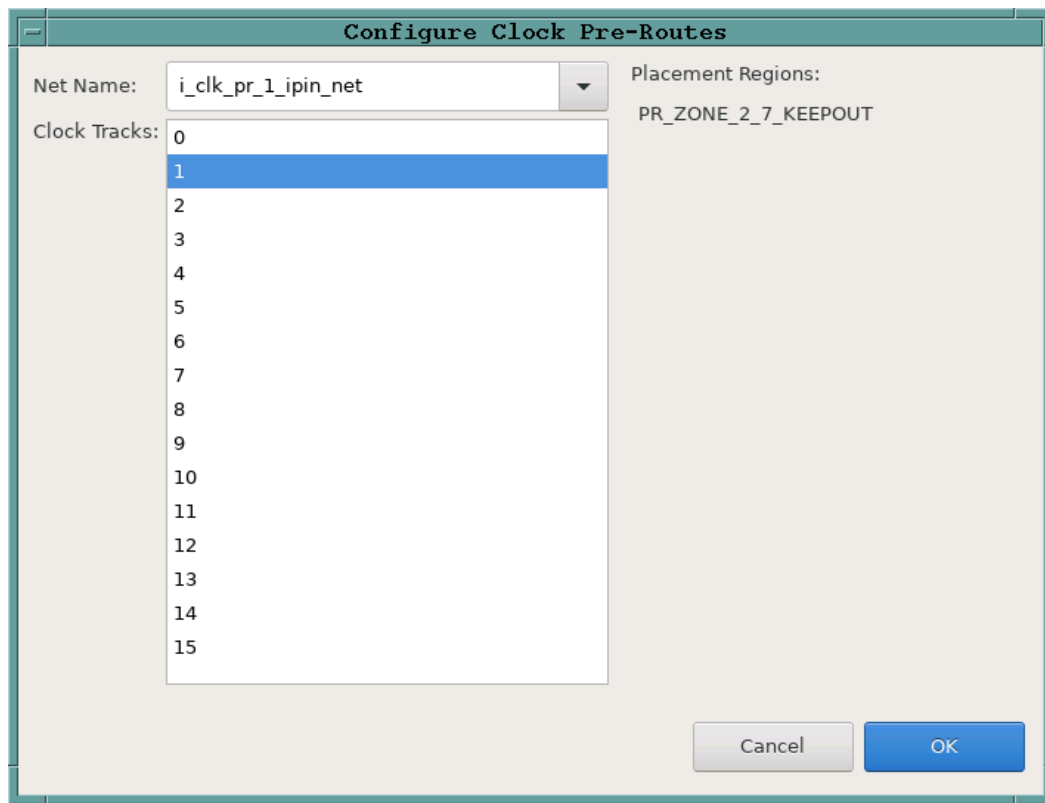 Configure Clock Pre-Routes
Net Name:
i_clk_pr_1_ipin_net
Placement Regions:
PR_ZONE_2_7_KEEPOUT
Clock Tracks:
0
1
2
3
4
5
6
7
8
9
10
11
12
13
14
15
Cancel
OK